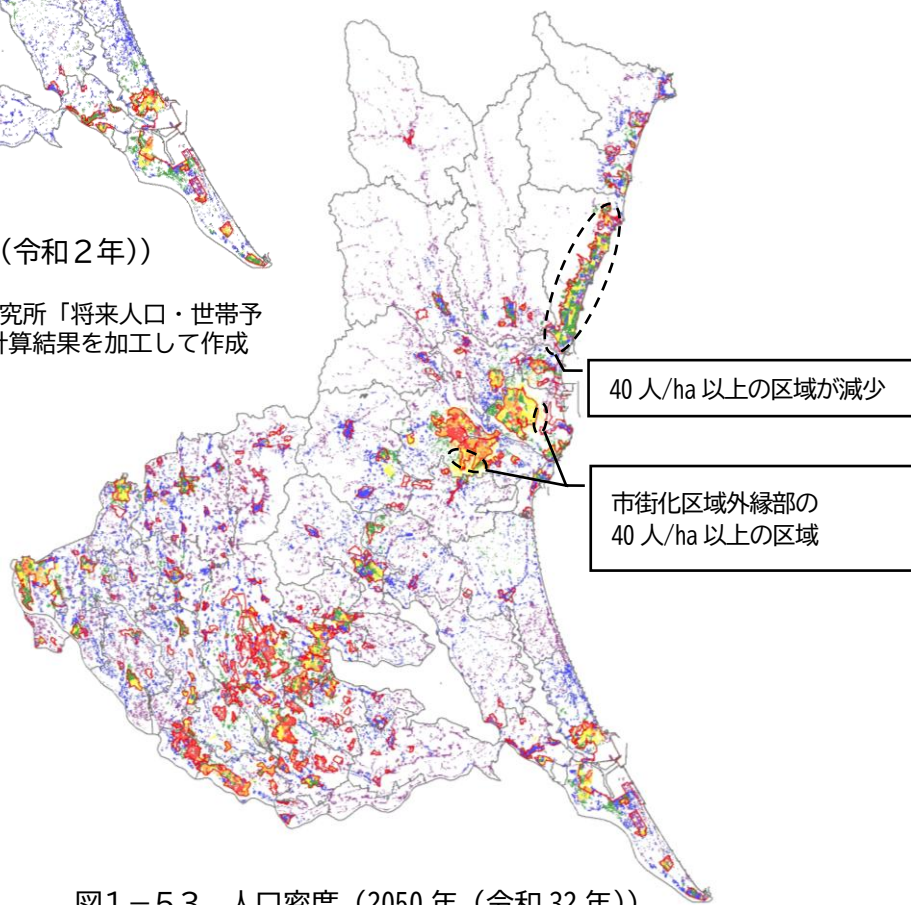 (令和2年))
究所「将来人口・世帯予
計算結果を加工して作成
40 人/ha 以上の区域が減少
市街化区域外縁部の
40 人/ha 以上の区域
図1-53 人口密度(2050 年(令和 32 年))